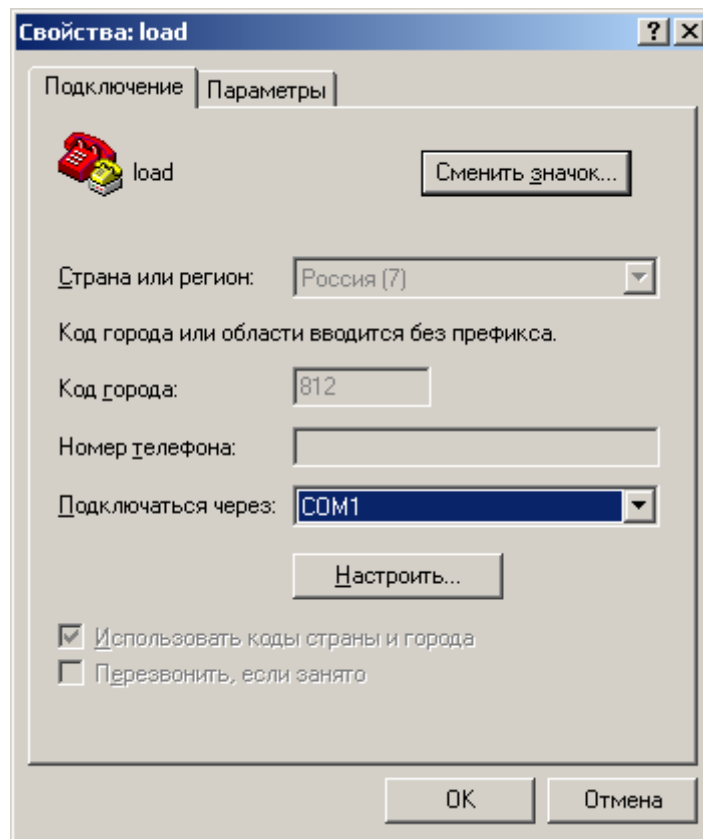 Свойства: load
Подключение Параметры
load Сменить значок...
Страна или регион: Россия (7)
Код города или области вводится без префикса.
Код города: 812
Номер телефона:
Подключаться через: COM1
Настроить...
Использовать коды страны и города
Перезвонить, если занято
OK Отмена